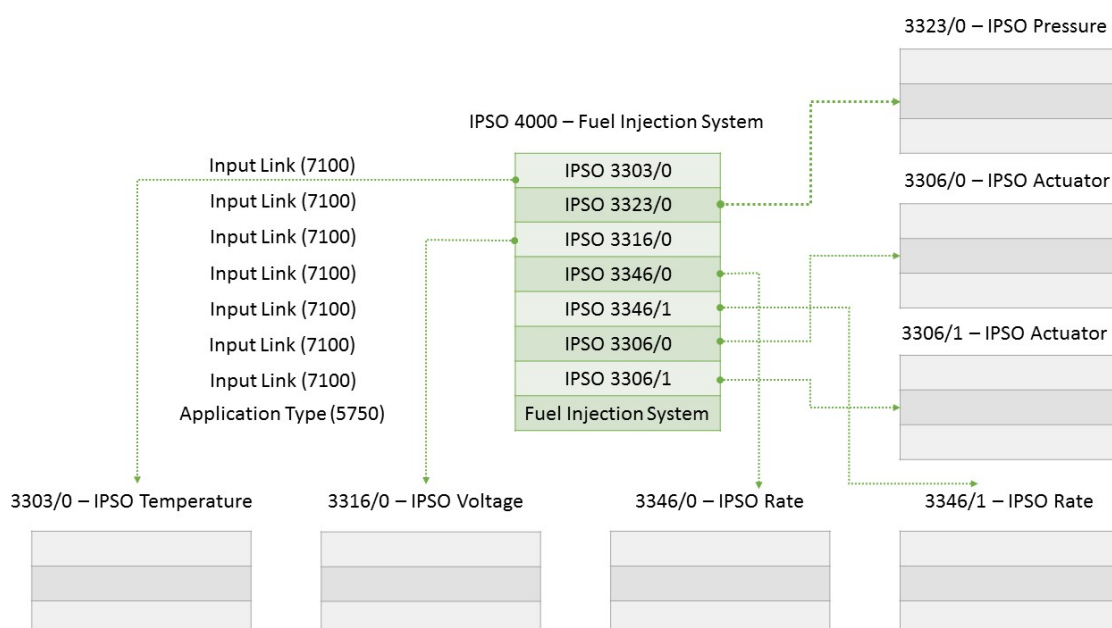 3323/0 – IPSO Pressure
IPSO 4000 – Fuel Injection System
Input Link (7100)
IPSO 3303/0
Input Link (7100)
IPSO 3323/0
3306/0 – IPSO Actuator
Input Link (7100)
IPSO 3316/0
Input Link (7100)
IPSO 3346/0
Input Link (7100)
IPSO 3346/1
3306/1 – IPSO Actuator
Input Link (7100)
IPSO 3306/0
Input Link (7100)
IPSO 3306/1
Application Type (5750)
Fuel Injection System
3303/0 – IPSO Temperature
3316/0 – IPSO Voltage
3346/0 – IPSO Rate
3346/1 – IPSO Rate